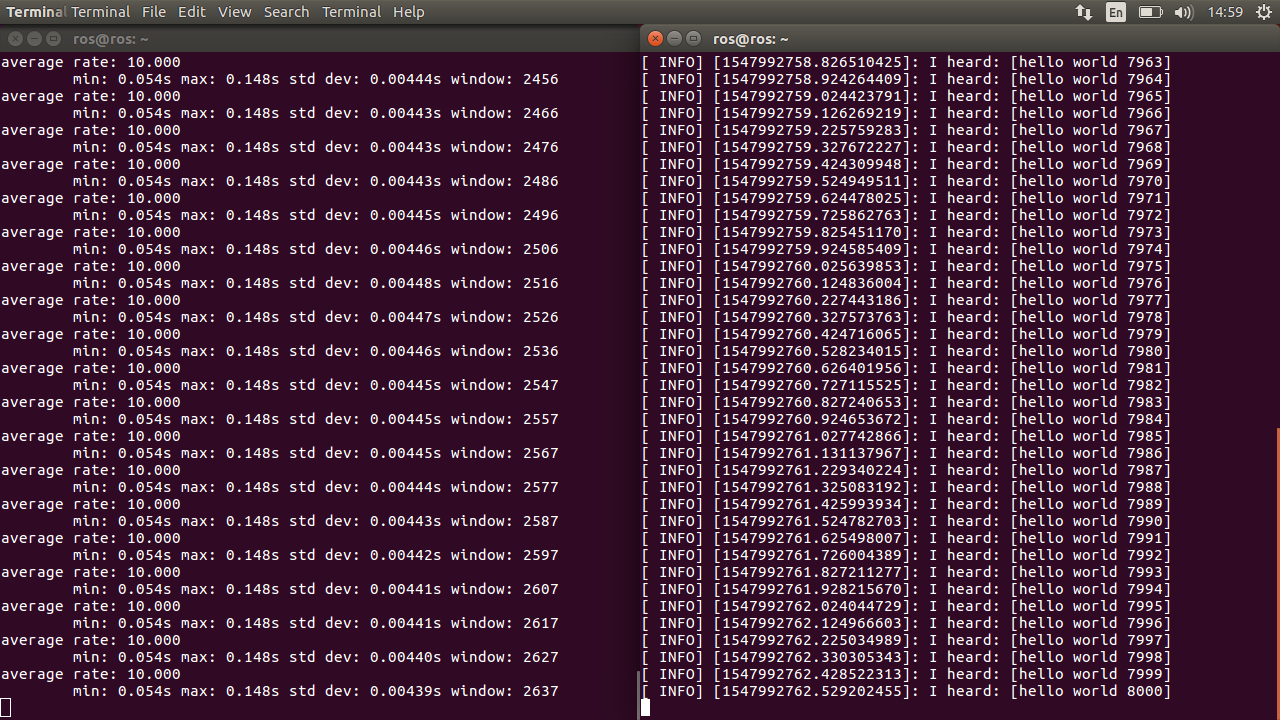 Terminal Terminal File Edit View Search Terminal Help En 14:59
ros@ros: ~
average rate: 10.000
min: 0.054s max: 0.148s std dev: 0.00444s window: 2456
average rate: 10.000
min: 0.054s max: 0.148s std dev: 0.00443s window: 2466
average rate: 10.000
min: 0.054s max: 0.148s std dev: 0.00443s window: 2476
average rate: 10.000
min: 0.054s max: 0.148s std dev: 0.00443s window: 2486
average rate: 10.000
min: 0.054s max: 0.148s std dev: 0.00445s window: 2496
average rate: 10.000
min: 0.054s max: 0.148s std dev: 0.00446s window: 2506
average rate: 10.000
min: 0.054s max: 0.148s std dev: 0.00448s window: 2516
average rate: 10.000
min: 0.054s max: 0.148s std dev: 0.00447s window: 2526
average rate: 10.000
min: 0.054s max: 0.148s std dev: 0.00446s window: 2536
average rate: 10.000
min: 0.054s max: 0.148s std dev: 0.00445s window: 2547
average rate: 10.000
min: 0.054s max: 0.148s std dev: 0.00445s window: 2557
average rate: 10.000
min: 0.054s max: 0.148s std dev: 0.00445s window: 2567
average rate: 10.000
min: 0.054s max: 0.148s std dev: 0.00444s window: 2577
average rate: 10.000
min: 0.054s max: 0.148s std dev: 0.00443s window: 2587
average rate: 10.000
min: 0.054s max: 0.148s std dev: 0.00442s window: 2597
average rate: 10.000
min: 0.054s max: 0.148s std dev: 0.00441s window: 2607
average rate: 10.000
min: 0.054s max: 0.148s std dev: 0.00441s window: 2617
average rate: 10.000
min: 0.054s max: 0.148s std dev: 0.00440s window: 2627
average rate: 10.000
min: 0.054s max: 0.148s std dev: 0.00439s window: 2637
ros@ros: ~
[ INFO] [1547992758.826510425]: I heard: [hello world 7963]
[ INFO] [1547992758.924264409]: I heard: [hello world 7964]
[ INFO] [1547992759.024423791]: I heard: [hello world 7965]
[ INFO] [1547992759.126269219]: I heard: [hello world 7966]
[ INFO] [1547992759.225759283]: I heard: [hello world 7967]
[ INFO] [1547992759.327672227]: I heard: [hello world 7968]
[ INFO] [1547992759.424309948]: I heard: [hello world 7969]
[ INFO] [1547992759.524949511]: I heard: [hello world 7970]
[ INFO] [1547992759.624478025]: I heard: [hello world 7971]
[ INFO] [1547992759.725862763]: I heard: [hello world 7972]
[ INFO] [1547992759.825451170]: I heard: [hello world 7973]
[ INFO] [1547992759.924585409]: I heard: [hello world 7974]
[ INFO] [1547992760.025639853]: I heard: [hello world 7975]
[ INFO] [1547992760.124836004]: I heard: [hello world 7976]
[ INFO] [1547992760.227443186]: I heard: [hello world 7977]
[ INFO] [1547992760.327573763]: I heard: [hello world 7978]
[ INFO] [1547992760.424716065]: I heard: [hello world 7979]
[ INFO] [1547992760.528234015]: I heard: [hello world 7980]
[ INFO] [1547992760.626401956]: I heard: [hello world 7981]
[ INFO] [1547992760.727115525]: I heard: [hello world 7982]
[ INFO] [1547992760.827240653]: I heard: [hello world 7983]
[ INFO] [1547992760.924653672]: I heard: [hello world 7984]
[ INFO] [1547992761.027742866]: I heard: [hello world 7985]
[ INFO] [1547992761.131137967]: I heard: [hello world 7986]
[ INFO] [1547992761.229340224]: I heard: [hello world 7987]
[ INFO] [1547992761.325083192]: I heard: [hello world 7988]
[ INFO] [1547992761.425993934]: I heard: [hello world 7989]
[ INFO] [1547992761.524782703]: I heard: [hello world 7990]
[ INFO] [1547992761.625498007]: I heard: [hello world 7991]
[ INFO] [1547992761.726004389]: I heard: [hello world 7992]
[ INFO] [1547992761.827211277]: I heard: [hello world 7993]
[ INFO] [1547992761.928215670]: I heard: [hello world 7994]
[ INFO] [1547992762.024044729]: I heard: [hello world 7995]
[ INFO] [1547992762.124966603]: I heard: [hello world 7996]
[ INFO] [1547992762.225034989]: I heard: [hello world 7997]
[ INFO] [1547992762.330305343]: I heard: [hello world 7998]
[ INFO] [1547992762.428522313]: I heard: [hello world 7999]
[ INFO] [1547992762.529202455]: I heard: [hello world 8000]